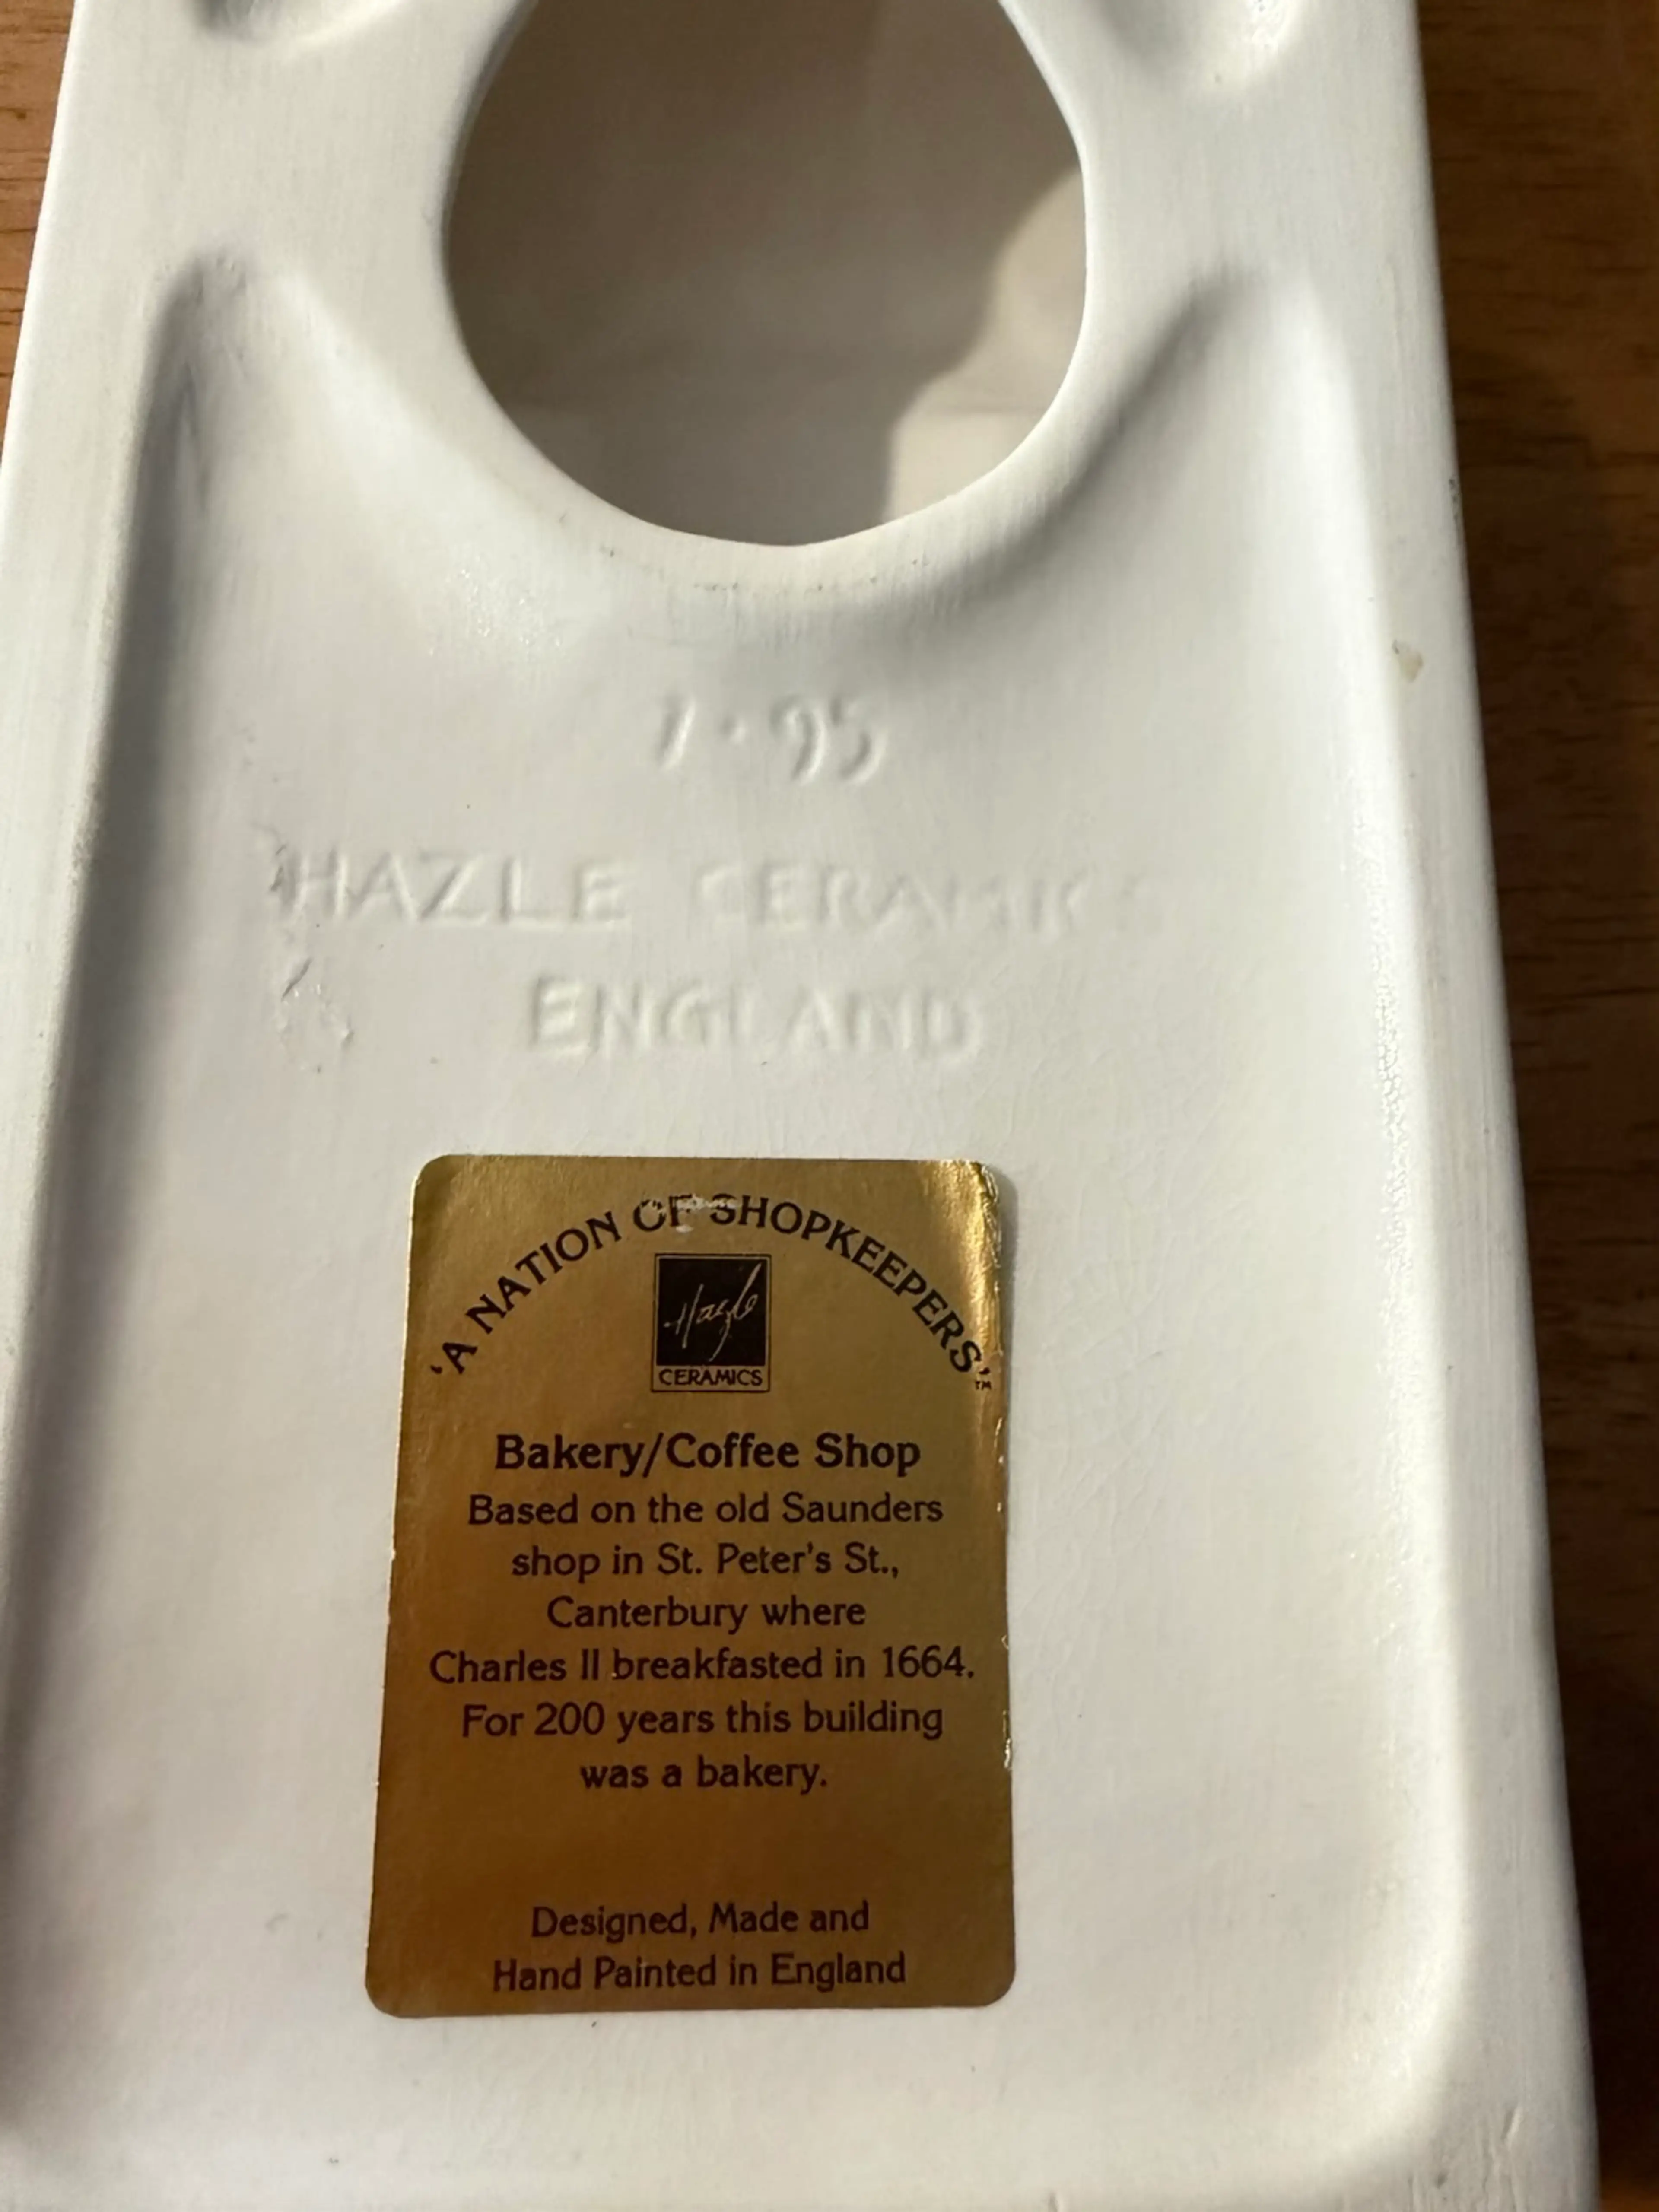 7·95
HAZLE CERAMICS
ENGLAND
'A NATION OF SHOPKEEPERS'™
Hazle
CERAMICS
Bakery/Coffee Shop
Based on the old Saunders
shop in St. Peter's St.,
Canterbury where
Charles II breakfasted in 1664.
For 200 years this building
was a bakery.
Designed, Made and
Hand Painted in England